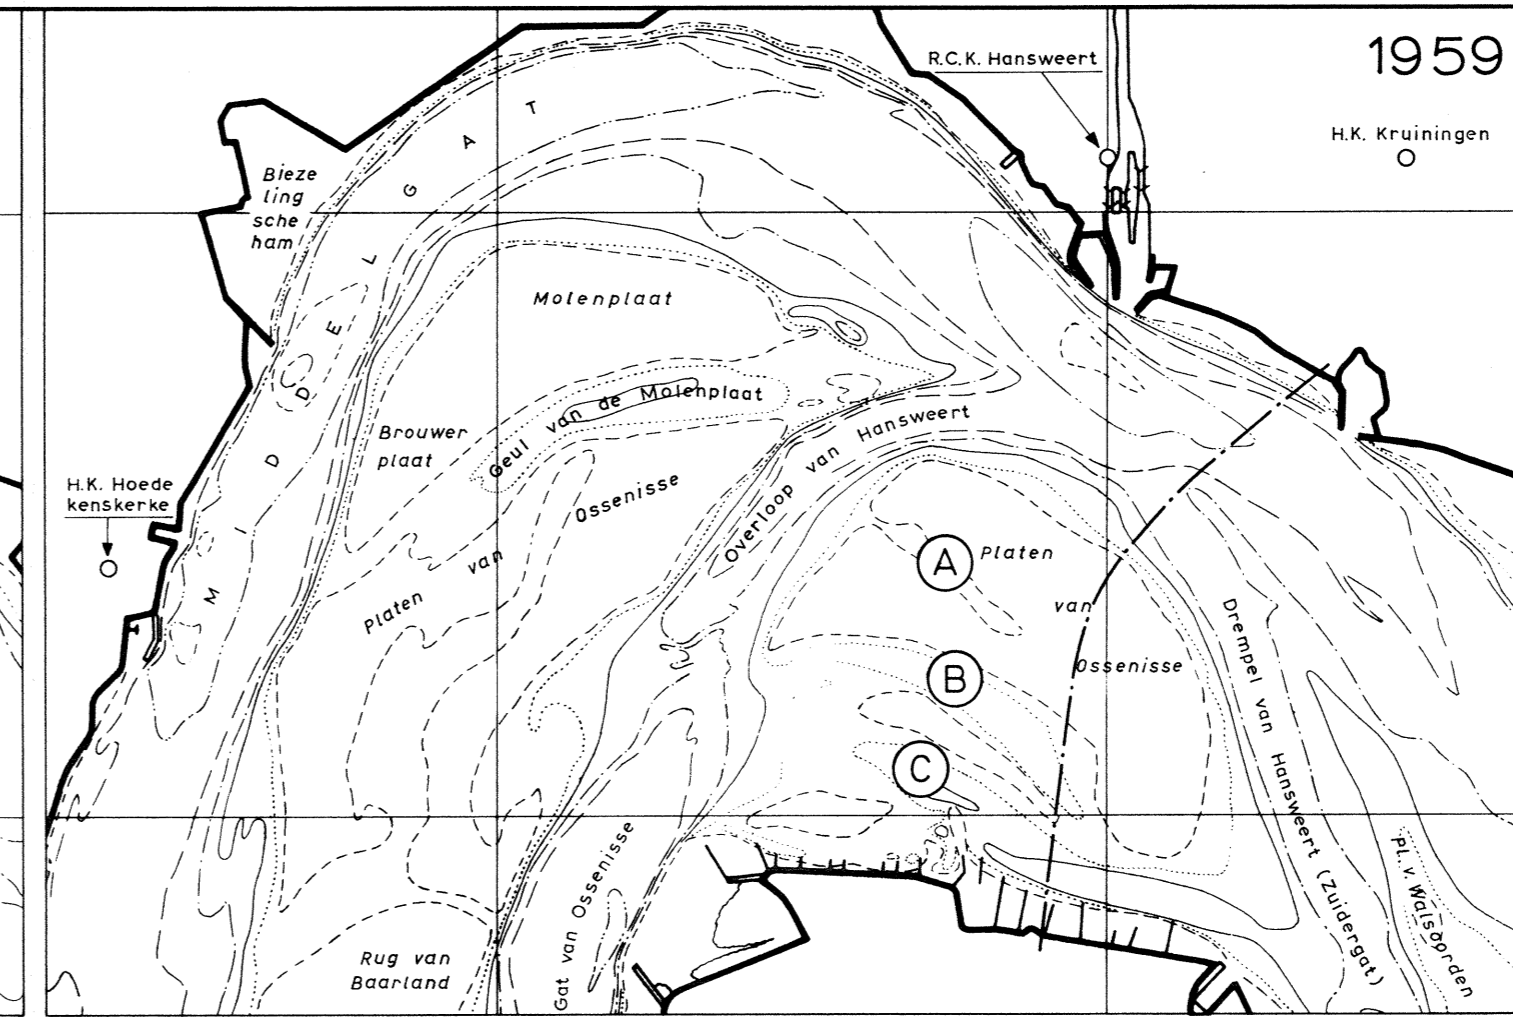 1959
R.C.K. Hansweert
H.K. Kruiningen
Bieze
ling
sche
ham
MIDDELGAT
Molenplaat
Geul van de Molenplaat
Brouwer
plaat
H.K. Hoede
kenskerke
Overloop van Hansweert
Platen van Ossenisse
A
Platen
van
Ossenisse
B
C
Drempel van Hansweert (Zuidergat)
Pl. v Walsoorden
Gat van Ossenisse
Rug van
Baarland